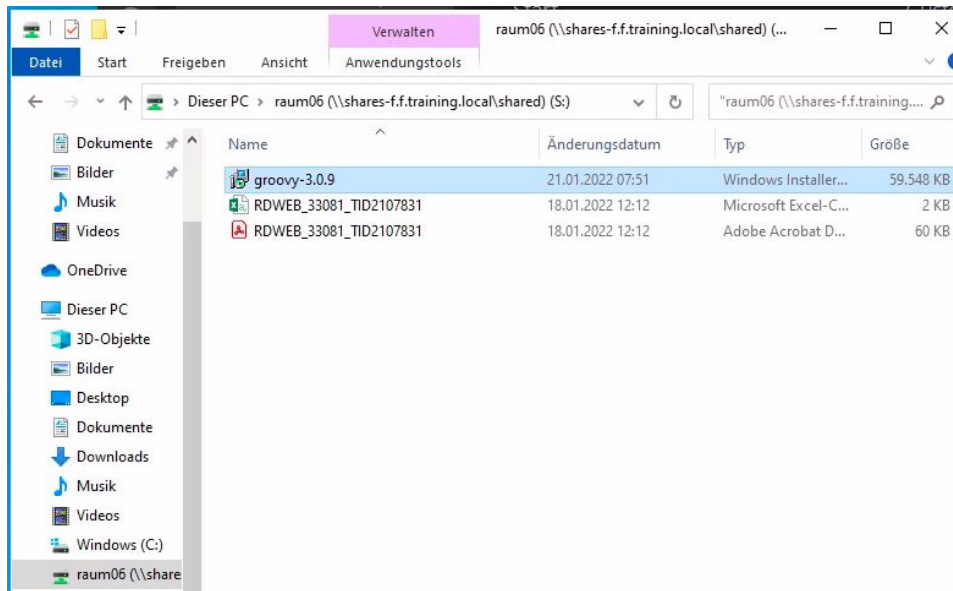 Verwalten
raum06 (\\shares-f.f.training.local\shared) (...
Datei Start Freigeben Ansicht Anwendungstools
Dieser PC raum06 (\\shares-f.f.training.local\shared) (S:) "raum06 (\\shares-f.f.training....
Name Änderungsdatum Typ Größe
groovy-3.0.9 21.01.2022 07:51 Windows Installer... 59.548 KB
RDWEB_33081_TID2107831 18.01.2022 12:12 Microsoft Excel-C... 2 KB
RDWEB_33081_TID2107831 18.01.2022 12:12 Adobe Acrobat D... 60 KB
Dokumente
Bilder
Musik
Videos
OneDrive
Dieser PC
3D-Objekte
Bilder
Desktop
Dokumente
Downloads
Musik
Videos
Windows (C:)
raum06 (\\share